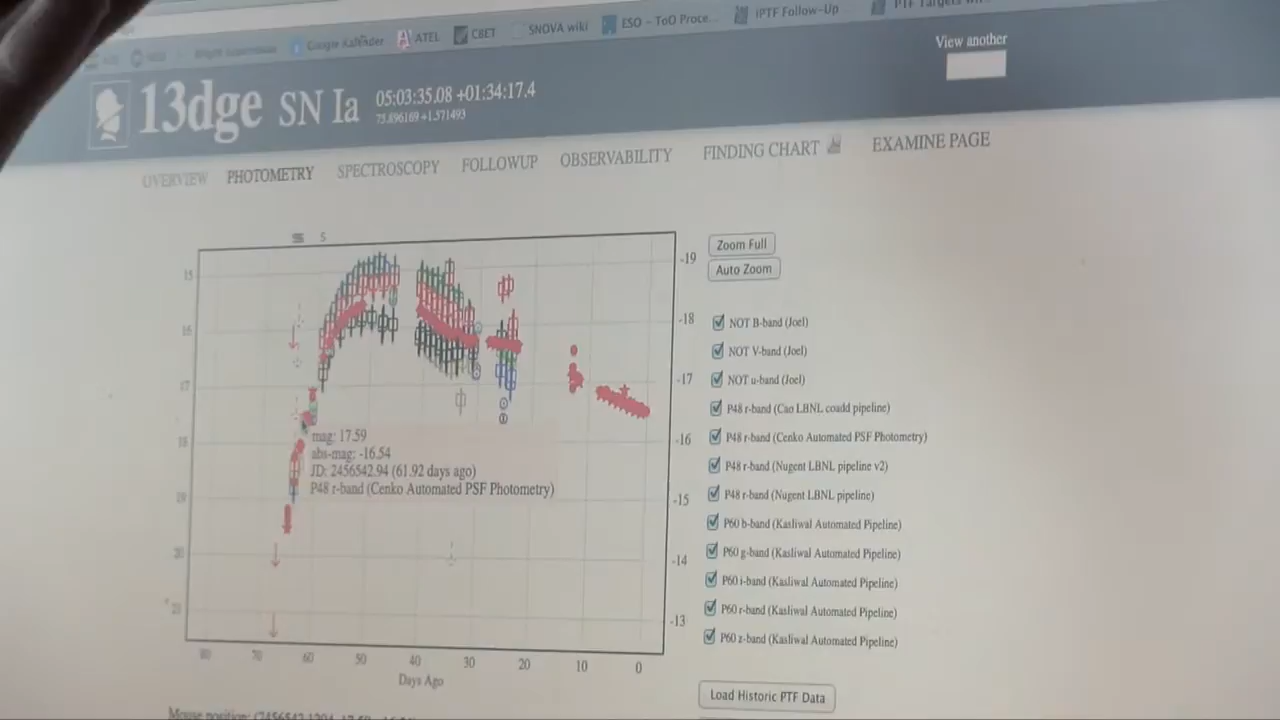 Google Kalender ATEL CBET SNOVA wiki ESO – ToO Proce... iPTF Follow-Up
View another
13dge SN Ia 05:03:35.08 +01:34:17.4
75.896169 +1.571493
OVERVIEW PHOTOMETRY SPECTROSCOPY FOLLOWUP OBSERVABILITY FINDING CHART EXAMINE PAGE
S
15
16
17
18
19
20
21
-19
-18
-17
-16
-15
-14
-13
mag: 17.59
abs-mag: -16.54
JD: 2456542.94 (61.92 days ago)
P48 r-band (Cenko Automated PSF Photometry)
80 70 60 50 40 30 20 10 0
Days Ago
Zoom Full
Auto Zoom
NOT B-band (Joel)
NOT V-band (Joel)
NOT u-band (Joel)
P48 r-band (Cao LBNL coadd pipeline)
P48 r-band (Cenko Automated PSF Photometry)
P48 r-band (Nugent LBNL pipeline v2)
P48 r-band (Nugent LBNL pipeline)
P60 b-band (Kasliwal Automated Pipeline)
P60 g-band (Kasliwal Automated Pipeline)
P60 i-band (Kasliwal Automated Pipeline)
P60 r-band (Kasliwal Automated Pipeline)
P60 z-band (Kasliwal Automated Pipeline)
Load Historic PTF Data
Mouse position: